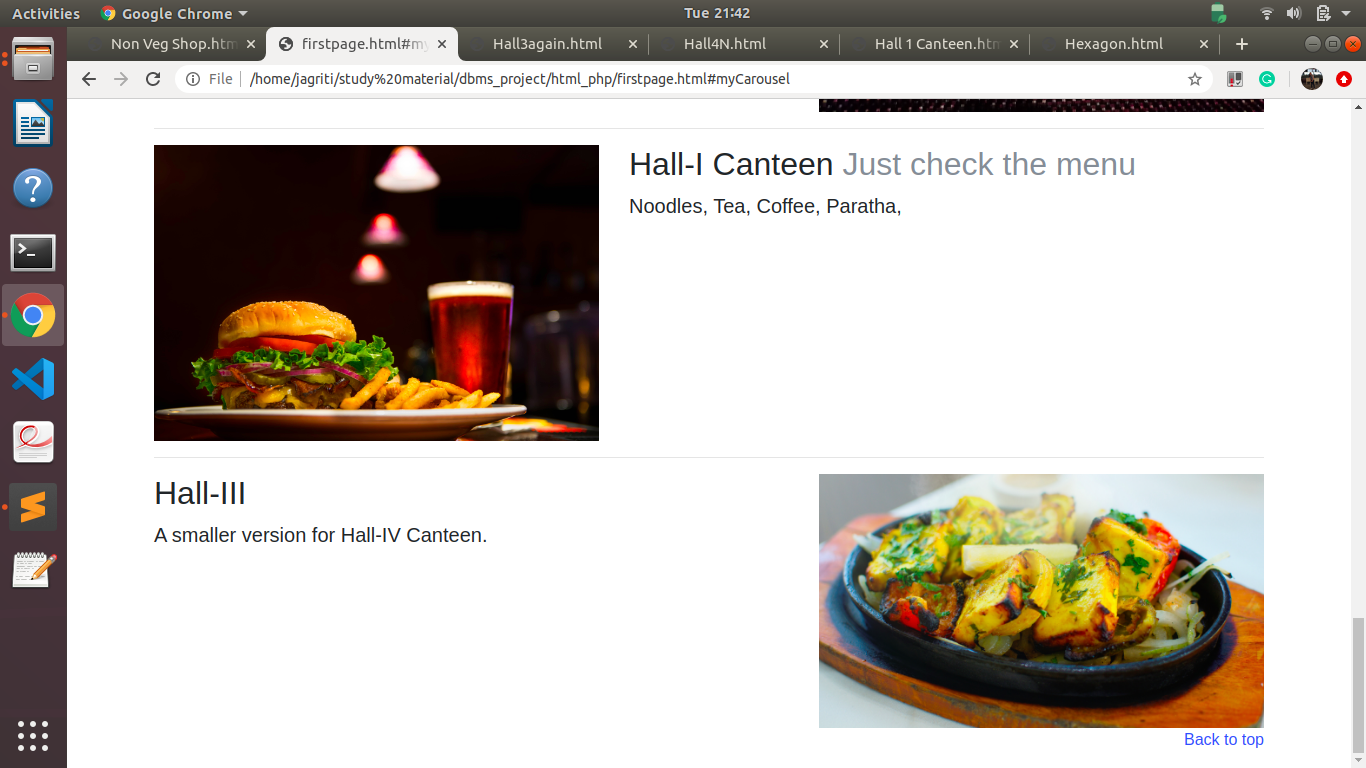 Activities
Google Chrome
Tue 21:42
Non Veg Shop.htm
firstpage.html#my
Hall3again.html
Hall4N.html
Hall 1 Canteen.htm
Hexagon.html
File
/home/jagriti/study%20material/dbms_project/html_php/firstpage.html#myCarousel
Hall-I Canteen Just check the menu
Noodles, Tea, Coffee, Paratha,
Hall-III
A smaller version for Hall-IV Canteen.
Back to top